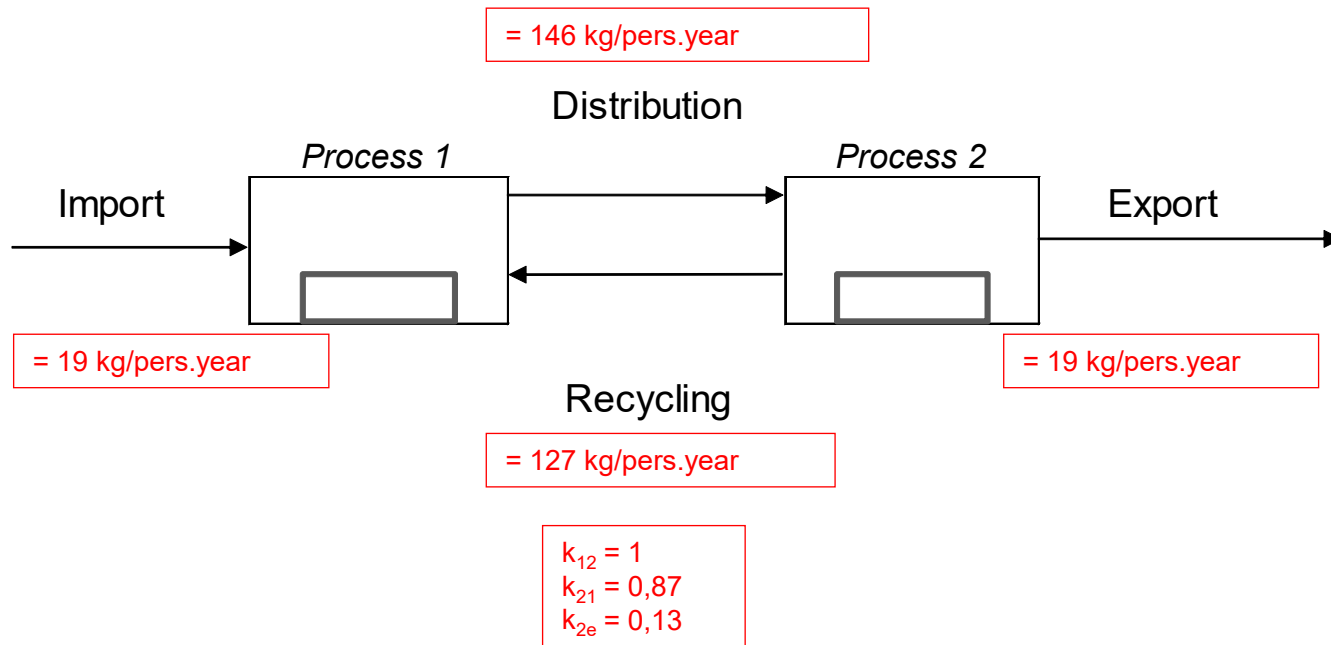 = 146 kg/pers.year
Distribution
Process 1
Process 2
Import
Export
= 19 kg/pers.year
= 19 kg/pers.year
Recycling
= 127 kg/pers.year
k₁₂ = 1
k₂₁ = 0,87
k₂ₑ = 0,13